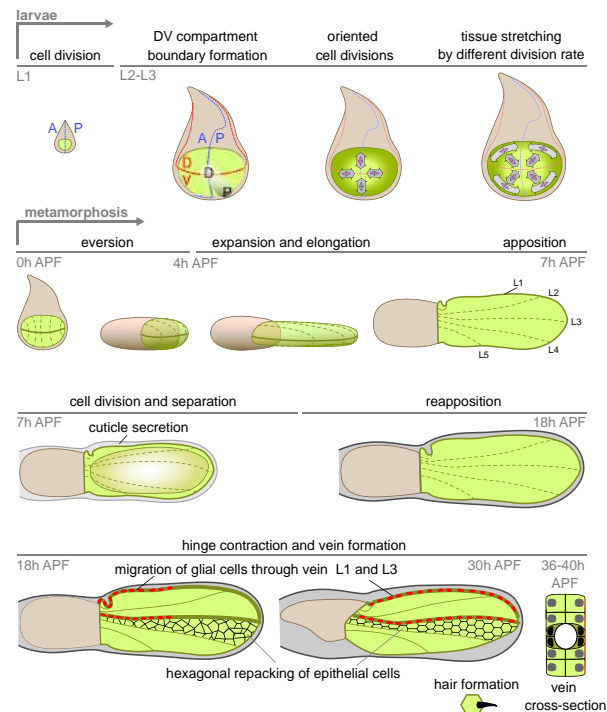 larvae
cell division
DV compartment
boundary formation
oriented
cell divisions
tissue stretching
by different division rate
L1
L2-L3
A P
A P
D
V
D
P
metamorphosis
eversion
expansion and elongation
apposition
0h APF
4h APF
7h APF
L1
L2
L3
L4
L5
cell division and separation
reapposition
7h APF
cuticle secretion
18h APF
hinge contraction and vein formation
18h APF
migration of glial cells through vein L1 and L3
30h APF
36-40h
APF
hexagonal repacking of epithelial cells
hair formation
vein
cross-section